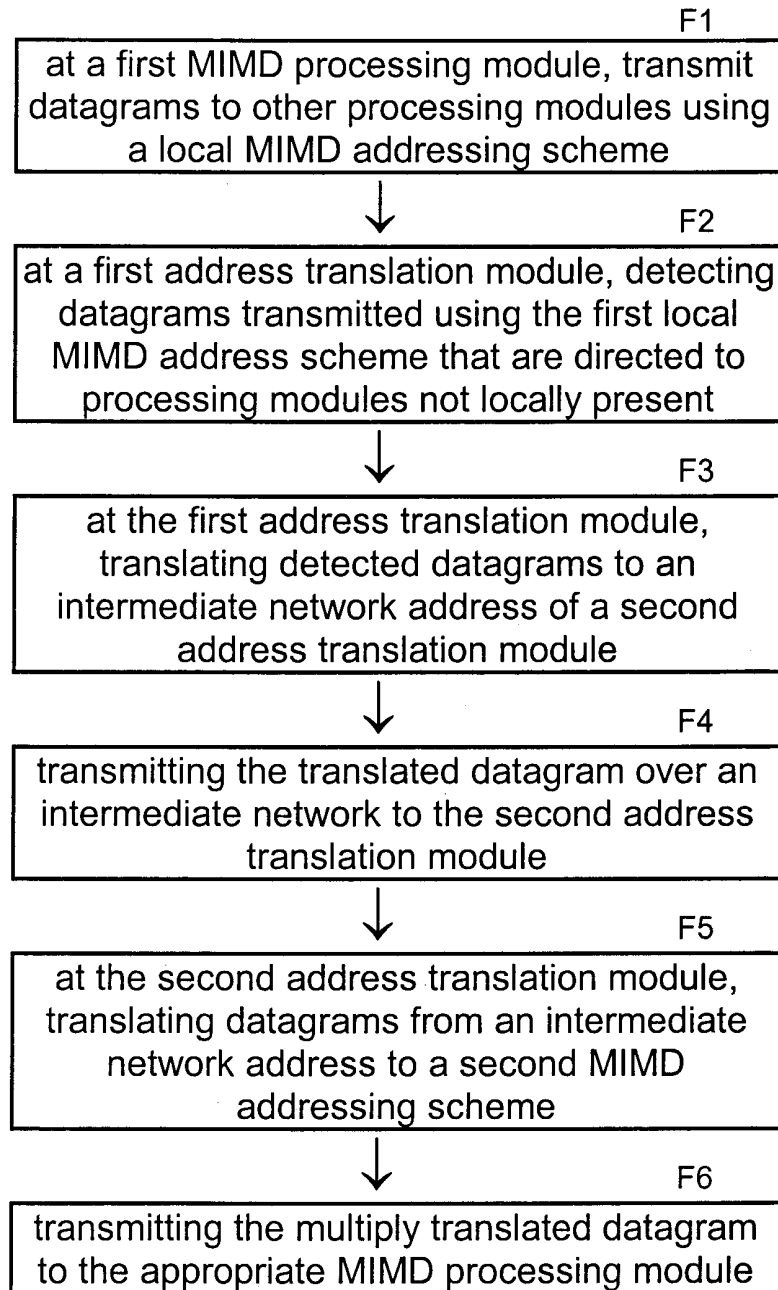 F1
at a first MIMD processing module, transmit
datagrams to other processing modules using
a local MIMD addressing scheme
F2
at a first address translation module, detecting
datagrams transmitted using the first local
MIMD address scheme that are directed to
processing modules not locally present
F3
at the first address translation module,
translating detected datagrams to an
intermediate network address of a second
address translation module
F4
transmitting the translated datagram over an
intermediate network to the second address
translation module
F5
at the second address translation module,
translating datagrams from an intermediate
network address to a second MIMD
addressing scheme
F6
transmitting the multiply translated datagram
to the appropriate MIMD processing module